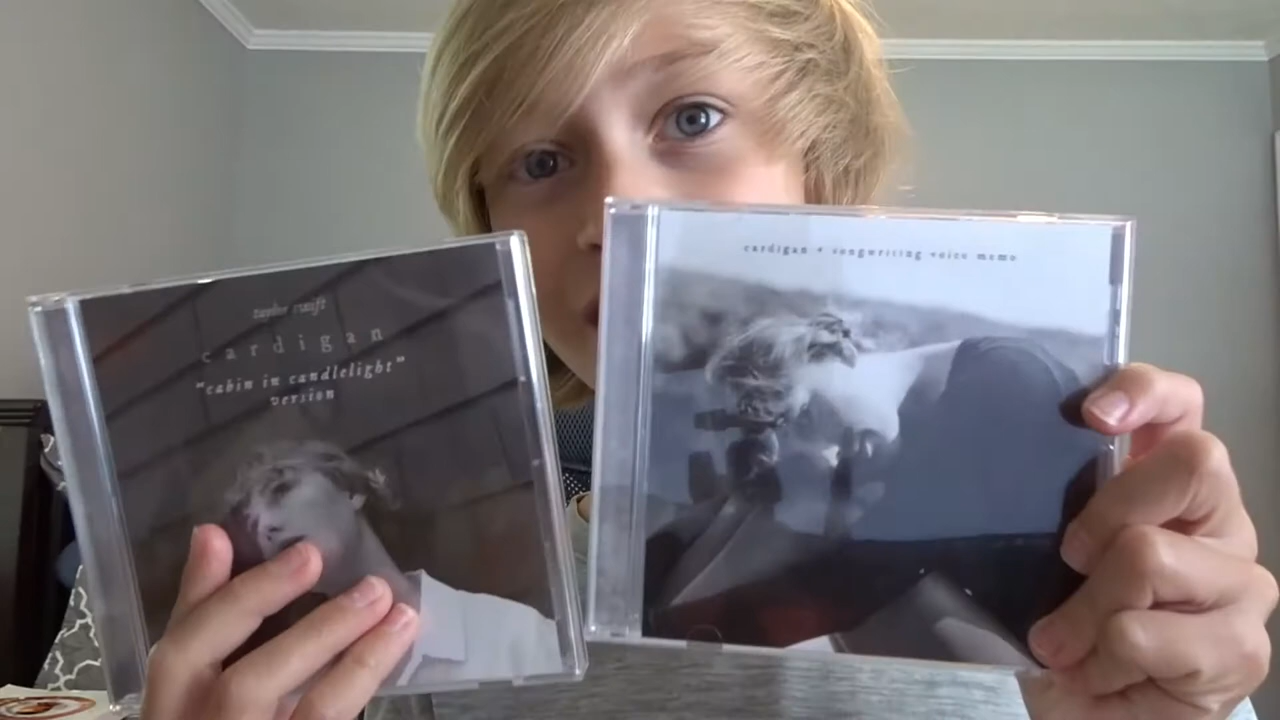 taylor swift
cardigan
"cabin in candlelight"
version
cardigan + songwriting voice memo